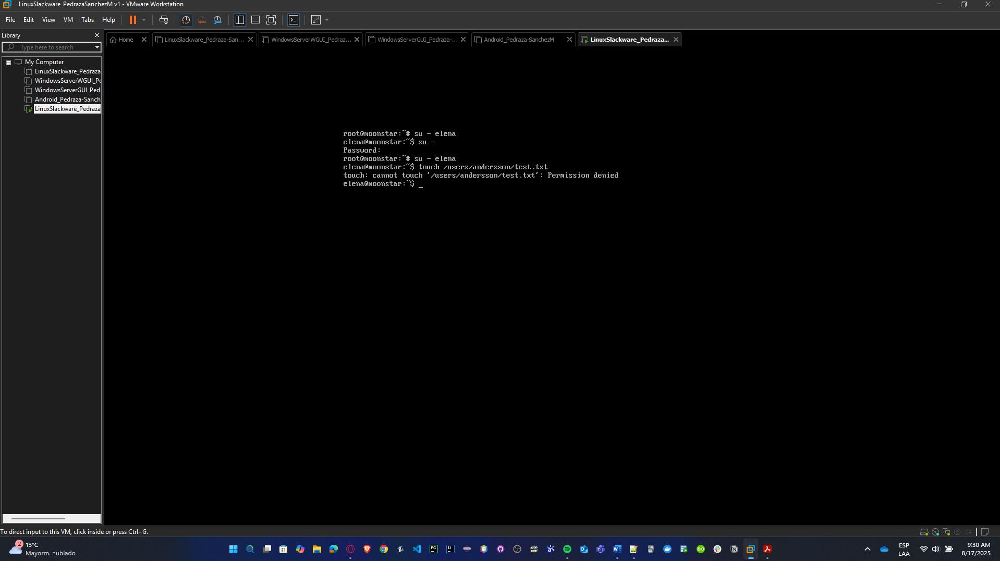 LinuxSlackware_PedrazaSanchezM v1 - VMware Workstation
File Edit View VM Tabs Help
Library
Type here to search
My Computer
LinuxSlackware_Pedraza
WindowsServerWGUI_Pe
WindowsServerGUI_Ped
Android_Pedraza-Sanch
LinuxSlackware_Pedraza
Home
LinuxSlackware_Pedraza-San...
WindowsServerWGUI_Pedraz...
WindowsServerGUI_Pedraza-...
Android_Pedraza-SanchezM
LinuxSlackware_Pedraza...
root@moonstar:~# su - elena
elena@moonstar:~$ su -
Password:
root@moonstar:~# su - elena
elena@moonstar:~$ touch /users/andersson/test.txt
touch: cannot touch '/users/andersson/test.txt': Permission denied
elena@moonstar:~$ _
To direct input to this VM, click inside or press Ctrl+G.
2
13°C
Mayorm. nublado
PC
IJ
ESP
LAA
9:30 AM
8/17/2025